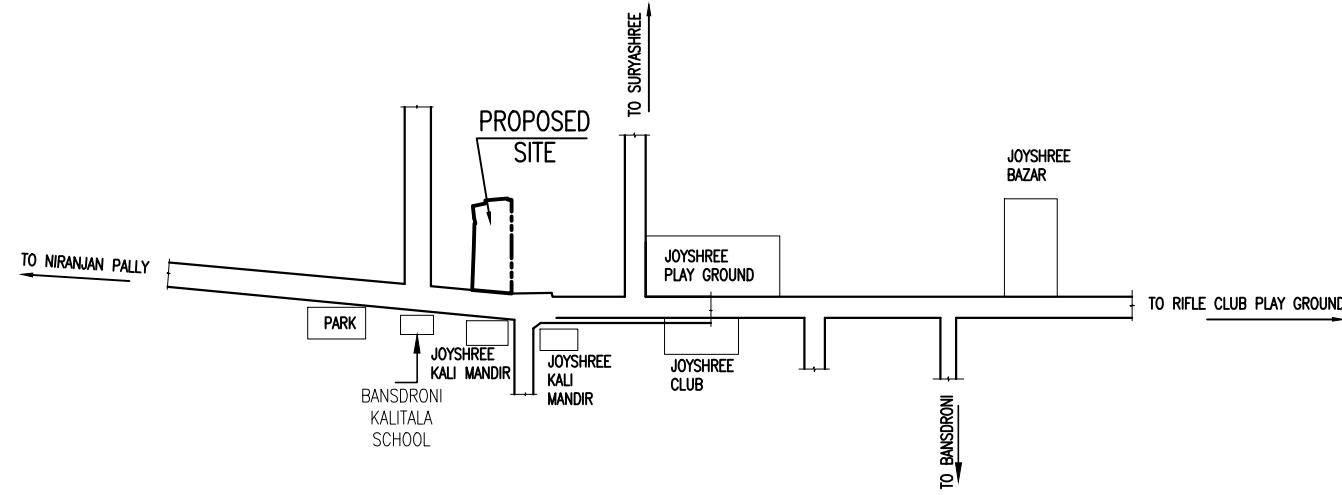 TO SURYASHREE
PROPOSED
SITE
JOYSHREE
BAZAR
TO NIRANJAN PALLY
JOYSHREE
PLAY GROUND
TO RIFLE CLUB PLAY GROUND
PARK
JOYSHREE
KALI MANDIR
JOYSHREE
KALI
MANDIR
JOYSHREE
CLUB
BANSDRONI
KALITALA
SCHOOL
TO BANSDRONI